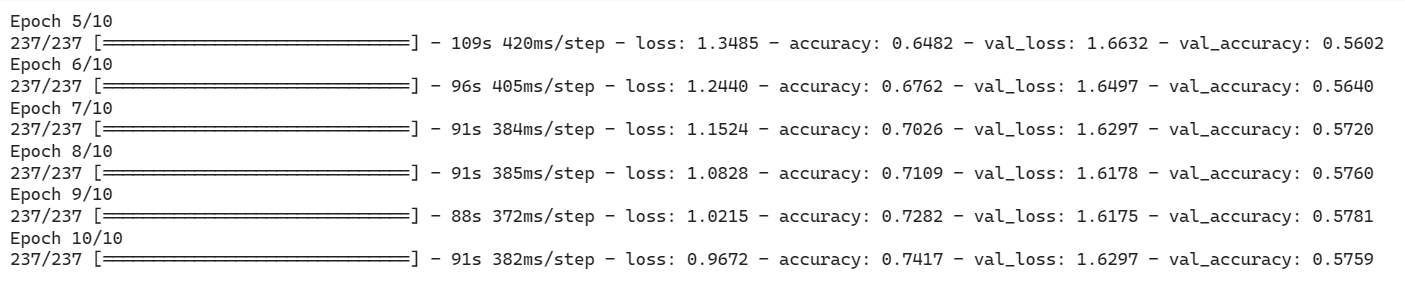 Epoch 5/10
237/237 [==============================] - 109s 420ms/step - loss: 1.3485 - accuracy: 0.6482 - val_loss: 1.6632 - val_accuracy: 0.5602
Epoch 6/10
237/237 [==============================] - 96s 405ms/step - loss: 1.2440 - accuracy: 0.6762 - val_loss: 1.6497 - val_accuracy: 0.5640
Epoch 7/10
237/237 [==============================] - 91s 384ms/step - loss: 1.1524 - accuracy: 0.7026 - val_loss: 1.6297 - val_accuracy: 0.5720
Epoch 8/10
237/237 [==============================] - 91s 385ms/step - loss: 1.0828 - accuracy: 0.7109 - val_loss: 1.6178 - val_accuracy: 0.5760
Epoch 9/10
237/237 [==============================] - 88s 372ms/step - loss: 1.0215 - accuracy: 0.7282 - val_loss: 1.6175 - val_accuracy: 0.5781
Epoch 10/10
237/237 [==============================] - 91s 382ms/step - loss: 0.9672 - accuracy: 0.7417 - val_loss: 1.6297 - val_accuracy: 0.5759